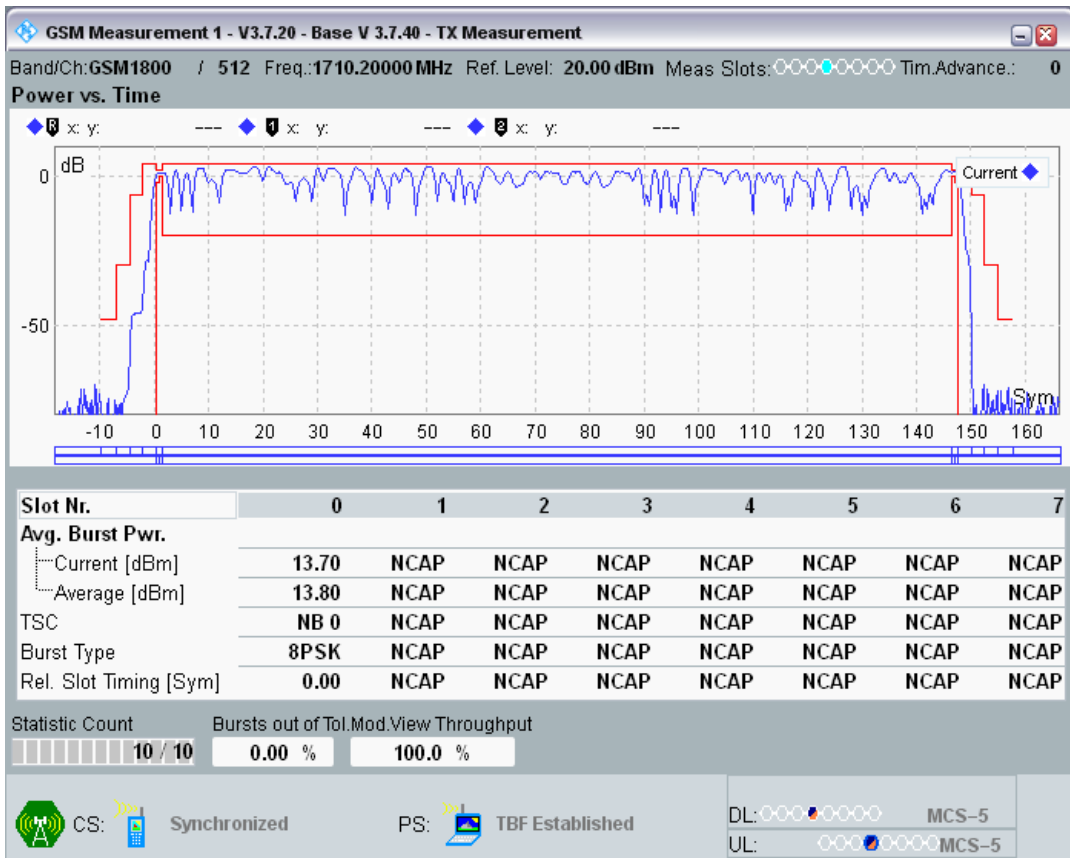 GSM Measurement 1 - V3.7.20 - Base V 3.7.40 - TX Measurement
Band/Ch:GSM1800 / 512 Freq.:1710.20000 MHz Ref. Level: 20.00 dBm Meas Slots: Tim.Advance.: 0
Power vs. Time
R x: y: --- 1 x: y: --- 2 x: y: ---
dB
Current
0
-50
Sym
-10 0 10 20 30 40 50 60 70 80 90 100 110 120 130 140 150 160
Slot Nr. 0 1 2 3 4 5 6 7
Avg. Burst Pwr.
Current [dBm] 13.70 NCAP NCAP NCAP NCAP NCAP NCAP NCAP
Average [dBm] 13.80 NCAP NCAP NCAP NCAP NCAP NCAP NCAP
TSC NB 0 NCAP NCAP NCAP NCAP NCAP NCAP NCAP
Burst Type 8PSK NCAP NCAP NCAP NCAP NCAP NCAP NCAP
Rel. Slot Timing [Sym] 0.00 NCAP NCAP NCAP NCAP NCAP NCAP NCAP
Statistic Count Bursts out of Tol.Mod.View Throughput
10 / 10 0.00 % 100.0 %
CS: Synchronized PS: TBF Established DL: MCS-5
UL: MCS-5